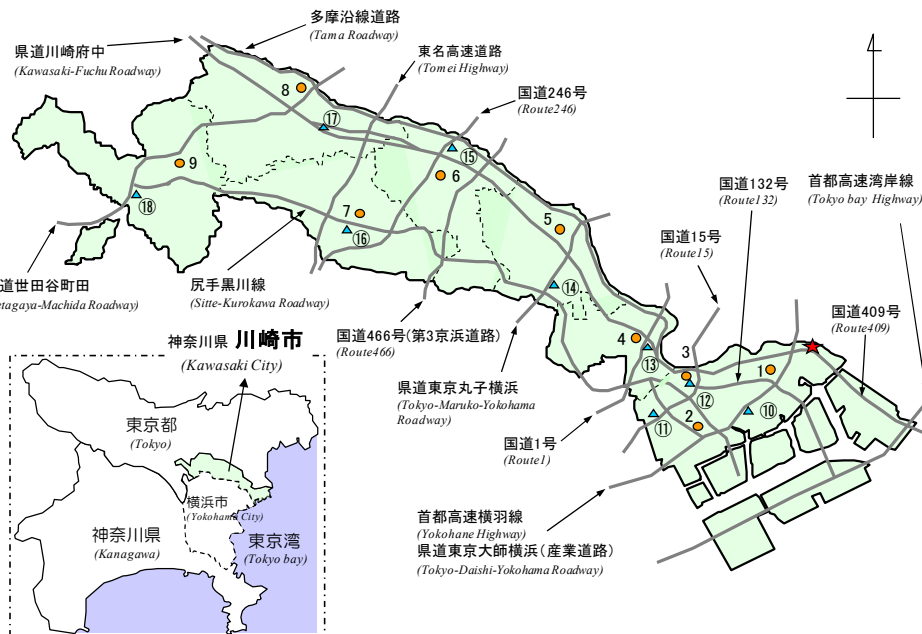 多摩沿線道路
(Tama Roadway)
県道川崎府中
(Kawasaki-Fuchu Roadway)
東名高速道路
(Tomei Highway)
国道246号
(Route246)
8
⑰
⑮
9
6
⑱
7
⑯
5
⑭
首都高速湾岸線
(Tokyo bay Highway)
国道132号
(Route132)
国道15号
(Route15)
国道409号
(Route409)
道世田谷町田
etagaya-Machida Roadway)
尻手黒川線
(Sitte-Kurokawa Roadway)
国道466号(第3京浜道路)
(Route466)
県道東京丸子横浜
(Tokyo-Maruko-Yokohama
Roadway)
国道1号
(Route1)
4
⑬
3
1
⑫
⑪
2
⑩
首都高速横羽線
(Yokohane Highway)
県道東京大師横浜(産業道路)
(Tokyo-Daishi-Yokohama Roadway)
神奈川県 川崎市
(Kawasaki City)
東京都
(Tokyo)
横浜市
(Yokohama City)
神奈川県
(Kanagawa)
東京湾
(Tokyo bay)